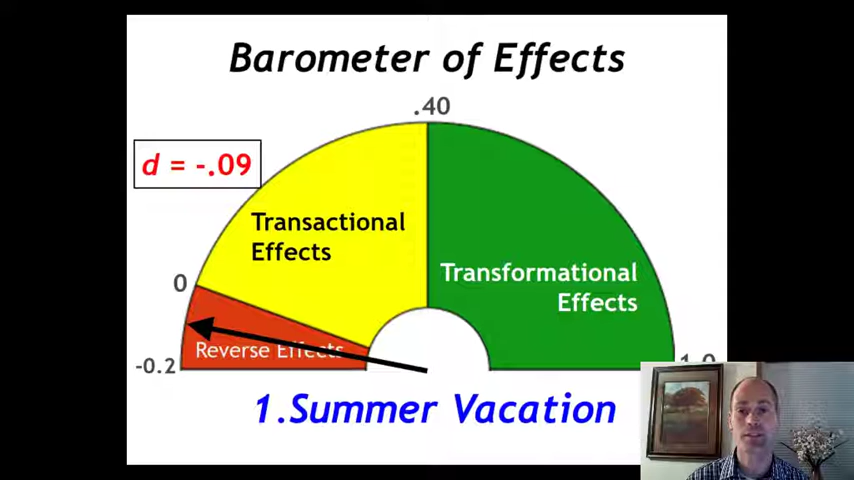 Barometer of Effects
.40
d = -.09
Transactional
Effects
Transformational
Effects
0
Reverse Effects
-0.2
1.Summer Vacation